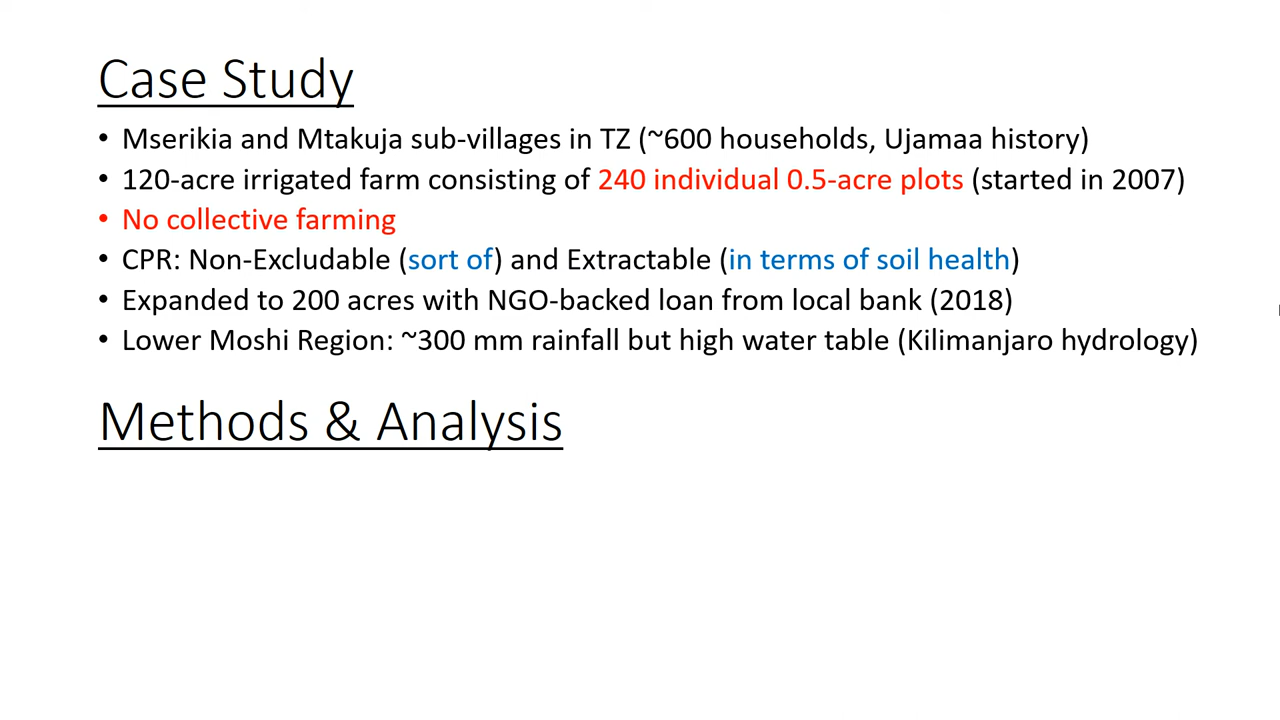 Case Study
• Mserikia and Mtakuja sub-villages in TZ (~600 households, Ujamaa history)
• 120-acre irrigated farm consisting of 240 individual 0.5-acre plots (started in 2007)
• No collective farming
• CPR: Non-Excludable (sort of) and Extractable (in terms of soil health)
• Expanded to 200 acres with NGO-backed loan from local bank (2018)
• Lower Moshi Region: ~300 mm rainfall but high water table (Kilimanjaro hydrology)
Methods & Analysis